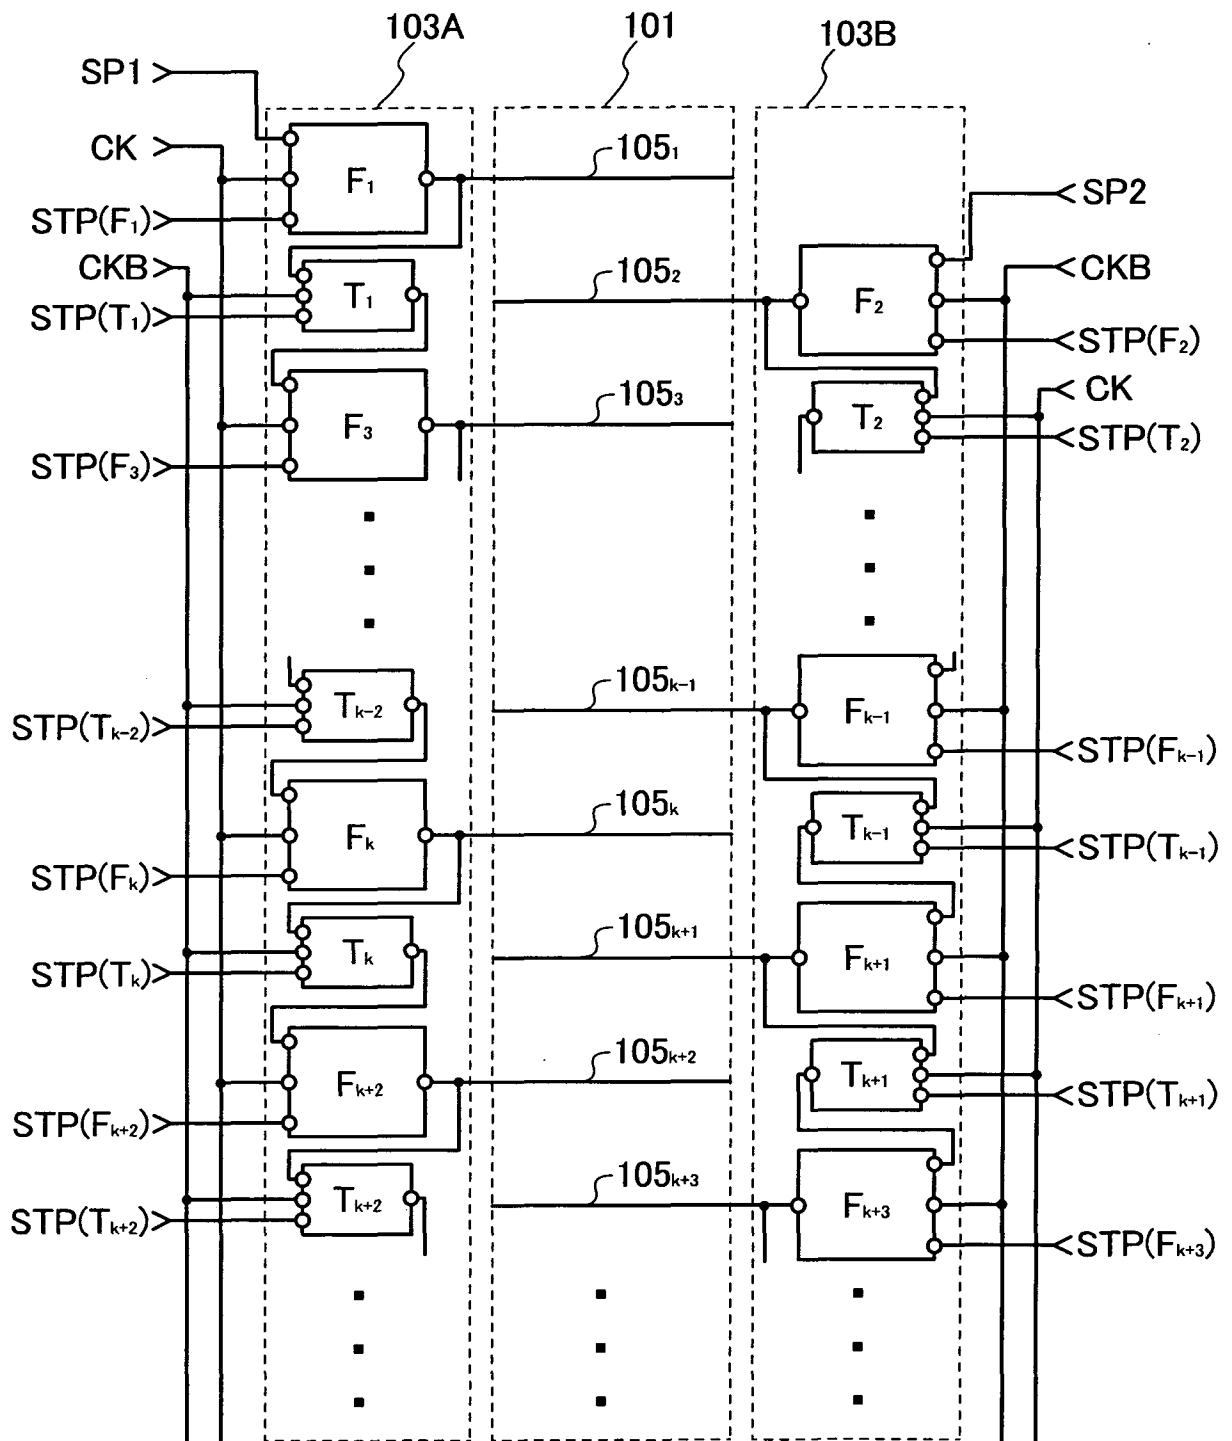 103A 101 103B
SP1
CK
F₁ 105₁
STP(F₁) SP2
CKB CKB
T₁ 105₂ F₂
STP(T₁) STP(F₂)
CK
F₃ 105₃ T₂
STP(F₃) STP(T₂)
Tₖ₋₂ 105ₖ₋₁ Fₖ₋₁
STP(Tₖ₋₂) STP(Fₖ₋₁)
Fₖ 105ₖ Tₖ₋₁
STP(Fₖ) STP(Tₖ₋₁)
Tₖ 105ₖ₊₁ Fₖ₊₁
STP(Tₖ) STP(Fₖ₊₁)
Fₖ₊₂ 105ₖ₊₂ Tₖ₊₁
STP(Fₖ₊₂) STP(Tₖ₊₁)
Tₖ₊₂ 105ₖ₊₃ Fₖ₊₃
STP(Tₖ₊₂) STP(Fₖ₊₃)